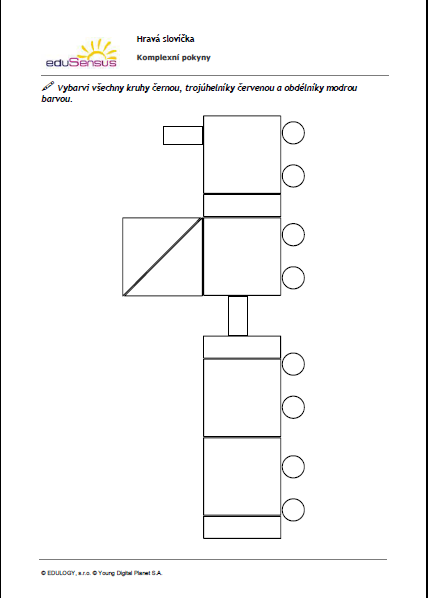 Hravá slovíčka
eduSensus
Komplexní pokyny
Vybarvi všechny kruhy černou, trojúhelníky červenou a obdélníky modrou
barvou.
© EDULOGY, s.r.o. © Young Digital Planet S.A.